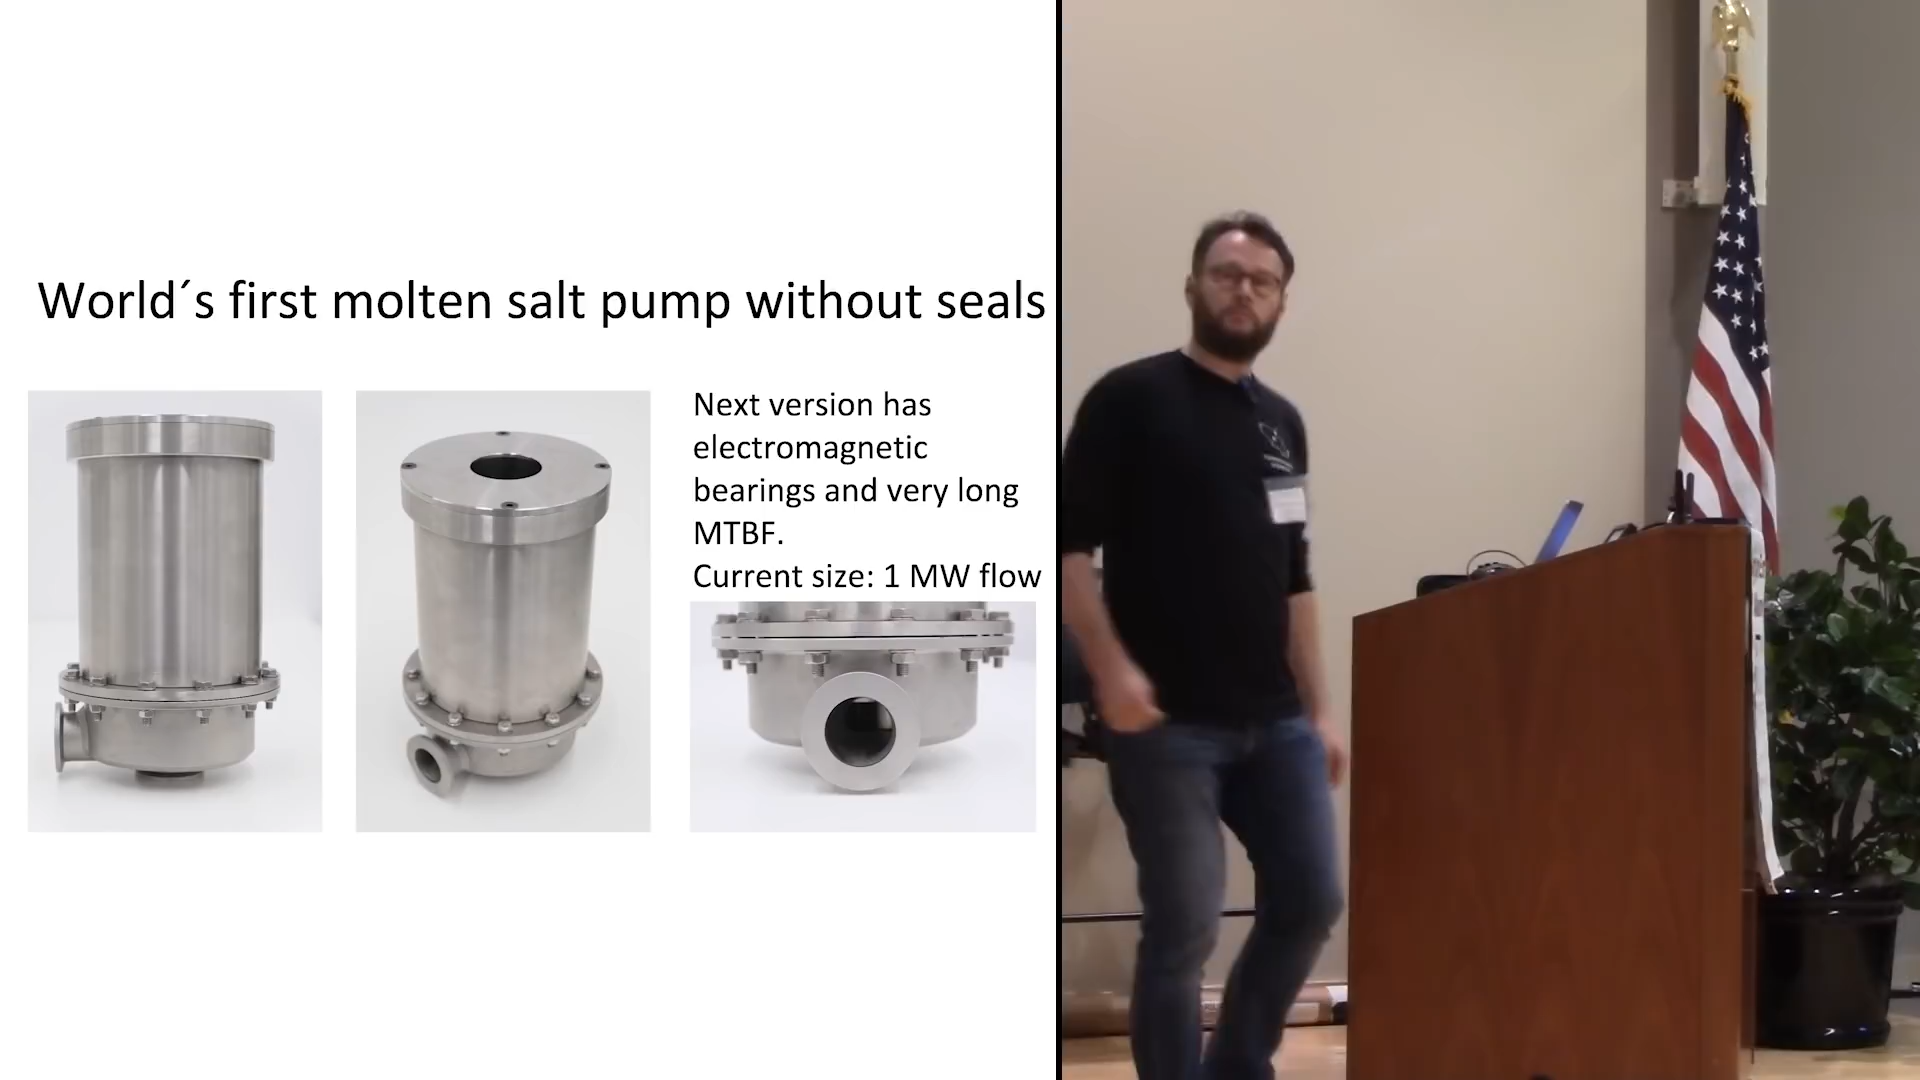 World´s first molten salt pump without seals
Next version has
electromagnetic
bearings and very long
MTBF.
Current size: 1 MW flow